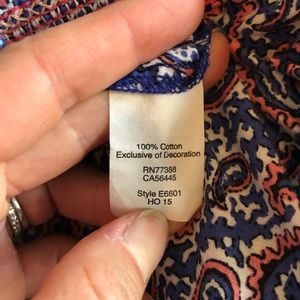 100% Cotton
Exclusive of Decoration
RN77388
CA56445
Style E6601
HO 15